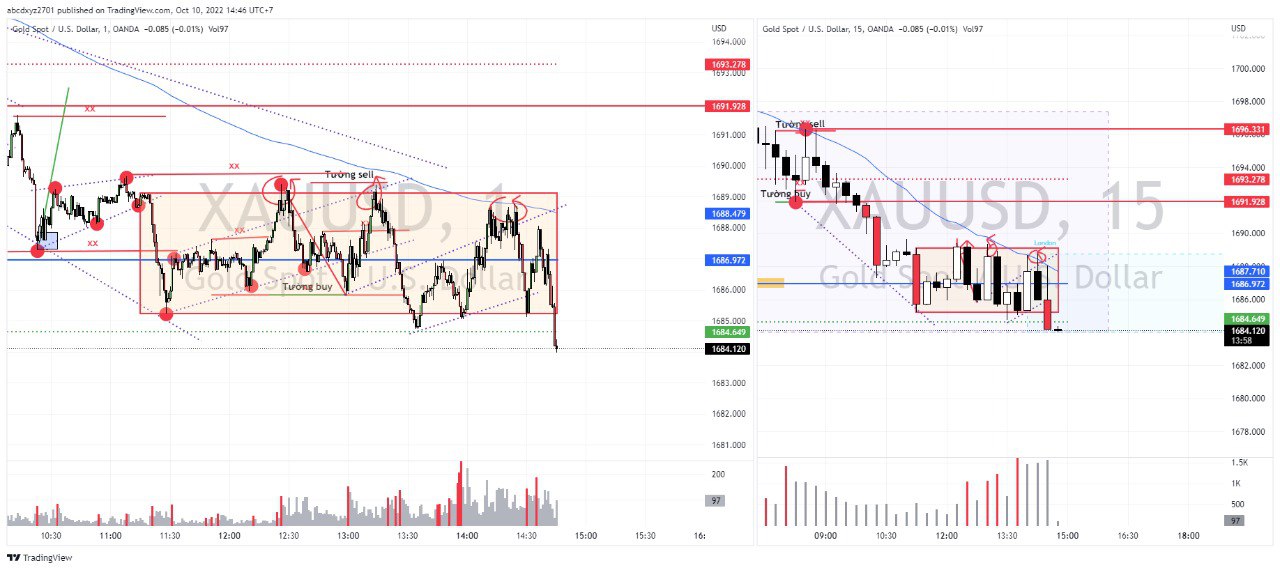 abcdxyz2701 published on TradingView.com, Oct 10, 2022 14:46 UTC+7
Gold Spot / U.S. Dollar, 1, OANDA −0.085 (−0.01%) Vol97
USD
1694.000
1693.278
1693.000
1691.928
1691.000
1690.000
1689.000
1688.479
1688.000
1686.972
1686.000
1685.000
1684.649
1684.120
1683.000
1682.000
1681.000
200
97
xx
xx
xx
xx
Tường sell
Tường buy
XAUUSD, 1
Gold Spot / U.S. Dollar
10:30
11:00
11:30
12:00
12:30
13:00
13:30
14:00
14:30
15:00
15:30
16:
Gold Spot / U.S. Dollar, 15, OANDA −0.085 (−0.01%) Vol97
USD
1700.000
1698.000
1696.331
1694.000
1693.278
1691.928
1690.000
1687.710
1686.972
1686.000
1684.649
1684.120
13:58
1682.000
1680.000
1678.000
1.5K
1K
500
97
Tường sell
xx
Tường buy
London
XAUUSD, 15
Gold Spot / U.S. Dollar
09:00
10:30
12:00
13:30
15:00
18:00
TradingView